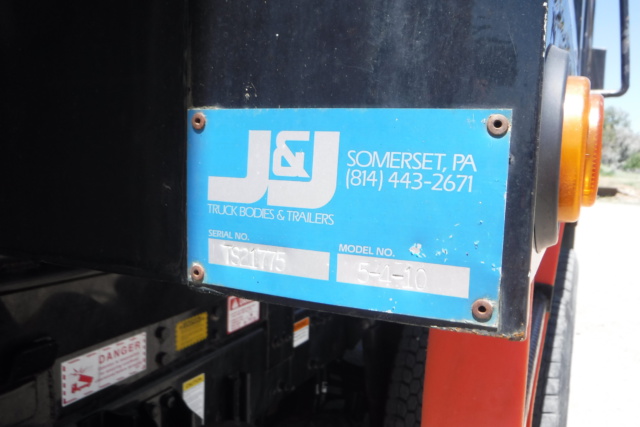 J&J
SOMERSET, PA
(814) 443-2671
TRUCK BODIES & TRAILERS
SERIAL NO.
TS21775
MODEL NO.
5-4-10
DANGER